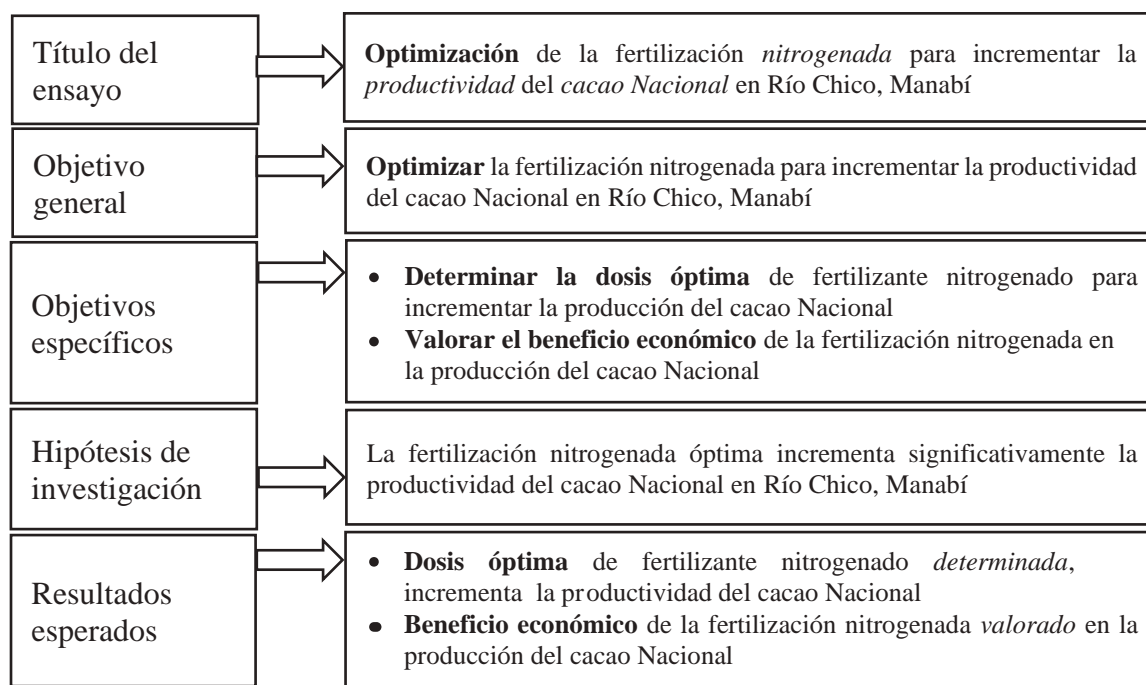 Título del
ensayo
Optimización de la fertilización nitrogenada para incrementar la
productividad del cacao Nacional en Río Chico, Manabí
Objetivo
general
Optimizar la fertilización nitrogenada para incrementar la productividad
del cacao Nacional en Río Chico, Manabí
Objetivos
específicos
• Determinar la dosis óptima de fertilizante nitrogenado para
incrementar la producción del cacao Nacional
• Valorar el beneficio económico de la fertilización nitrogenada en
la producción del cacao Nacional
Hipótesis de
investigación
La fertilización nitrogenada óptima incrementa significativamente la
productividad del cacao Nacional en Río Chico, Manabí
Resultados
esperados
• Dosis óptima de fertilizante nitrogenado determinada,
incrementa la productividad del cacao Nacional
• Beneficio económico de la fertilización nitrogenada valorado en la
producción del cacao Nacional